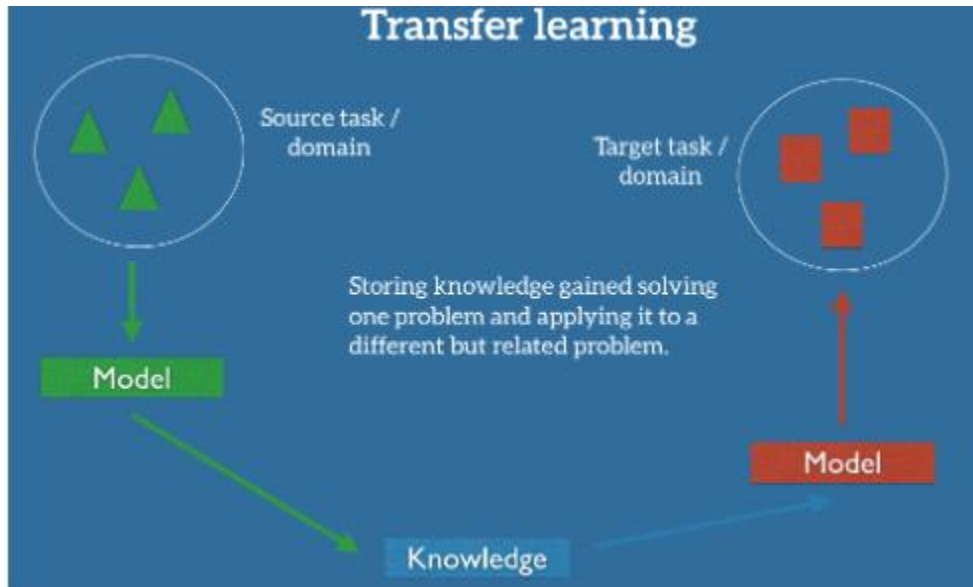 Transfer learning
Source task /
domain
Target task /
domain
Storing knowledge gained solving
one problem and applying it to a
different but related problem.
Model
Model
Knowledge